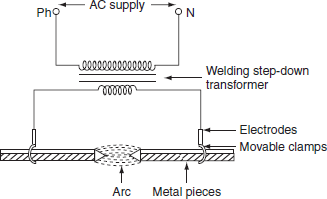 AC supply
Ph N
Welding step-down
transformer
Electrodes
Movable clamps
Arc Metal pieces